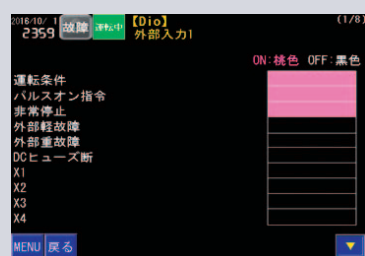 2016/10/ 1 故障 運転中 【Dio】 (1/8)
2359 外部入力1
ON:桃色 OFF:黒色
運転条件
パルスオン指令
非常停止
外部軽故障
外部重故障
DCヒューズ断
X1
X2
X3
X4
MENU 戻る ▼